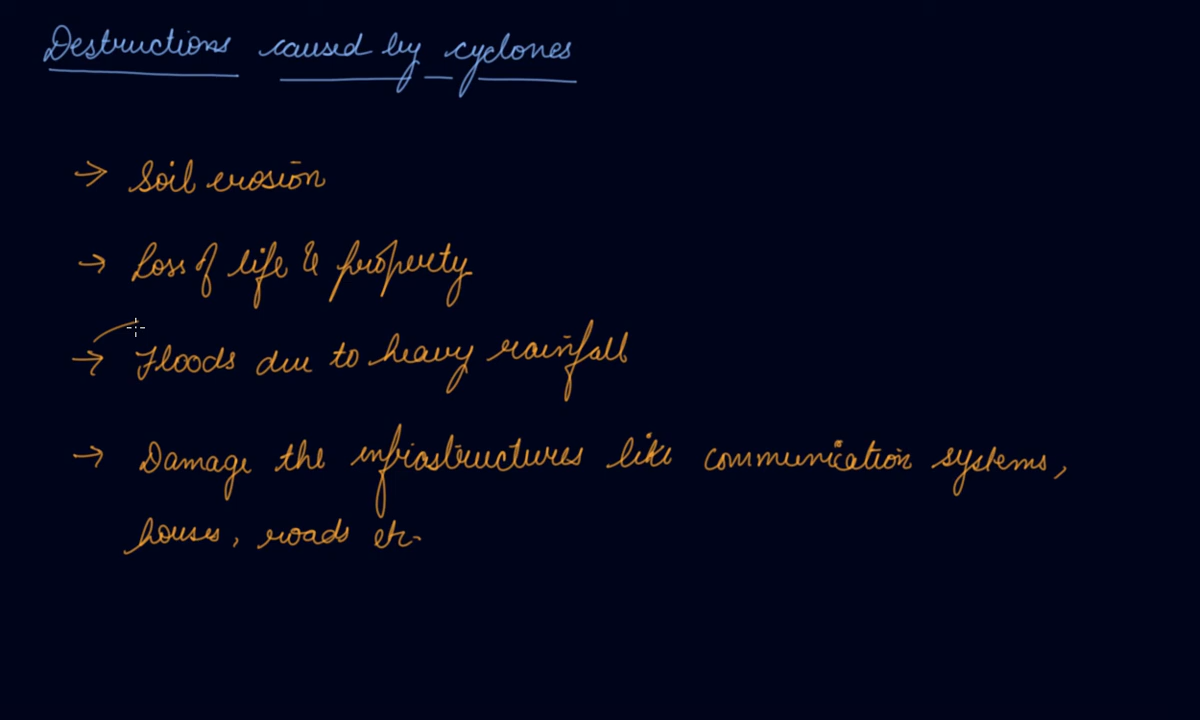 Destructions caused by cyclones
→ Soil erosion
→ Loss of life & property
→ Floods due to heavy rainfall
→ Damage the infrastructures like communication systems,
houses, roads etc.